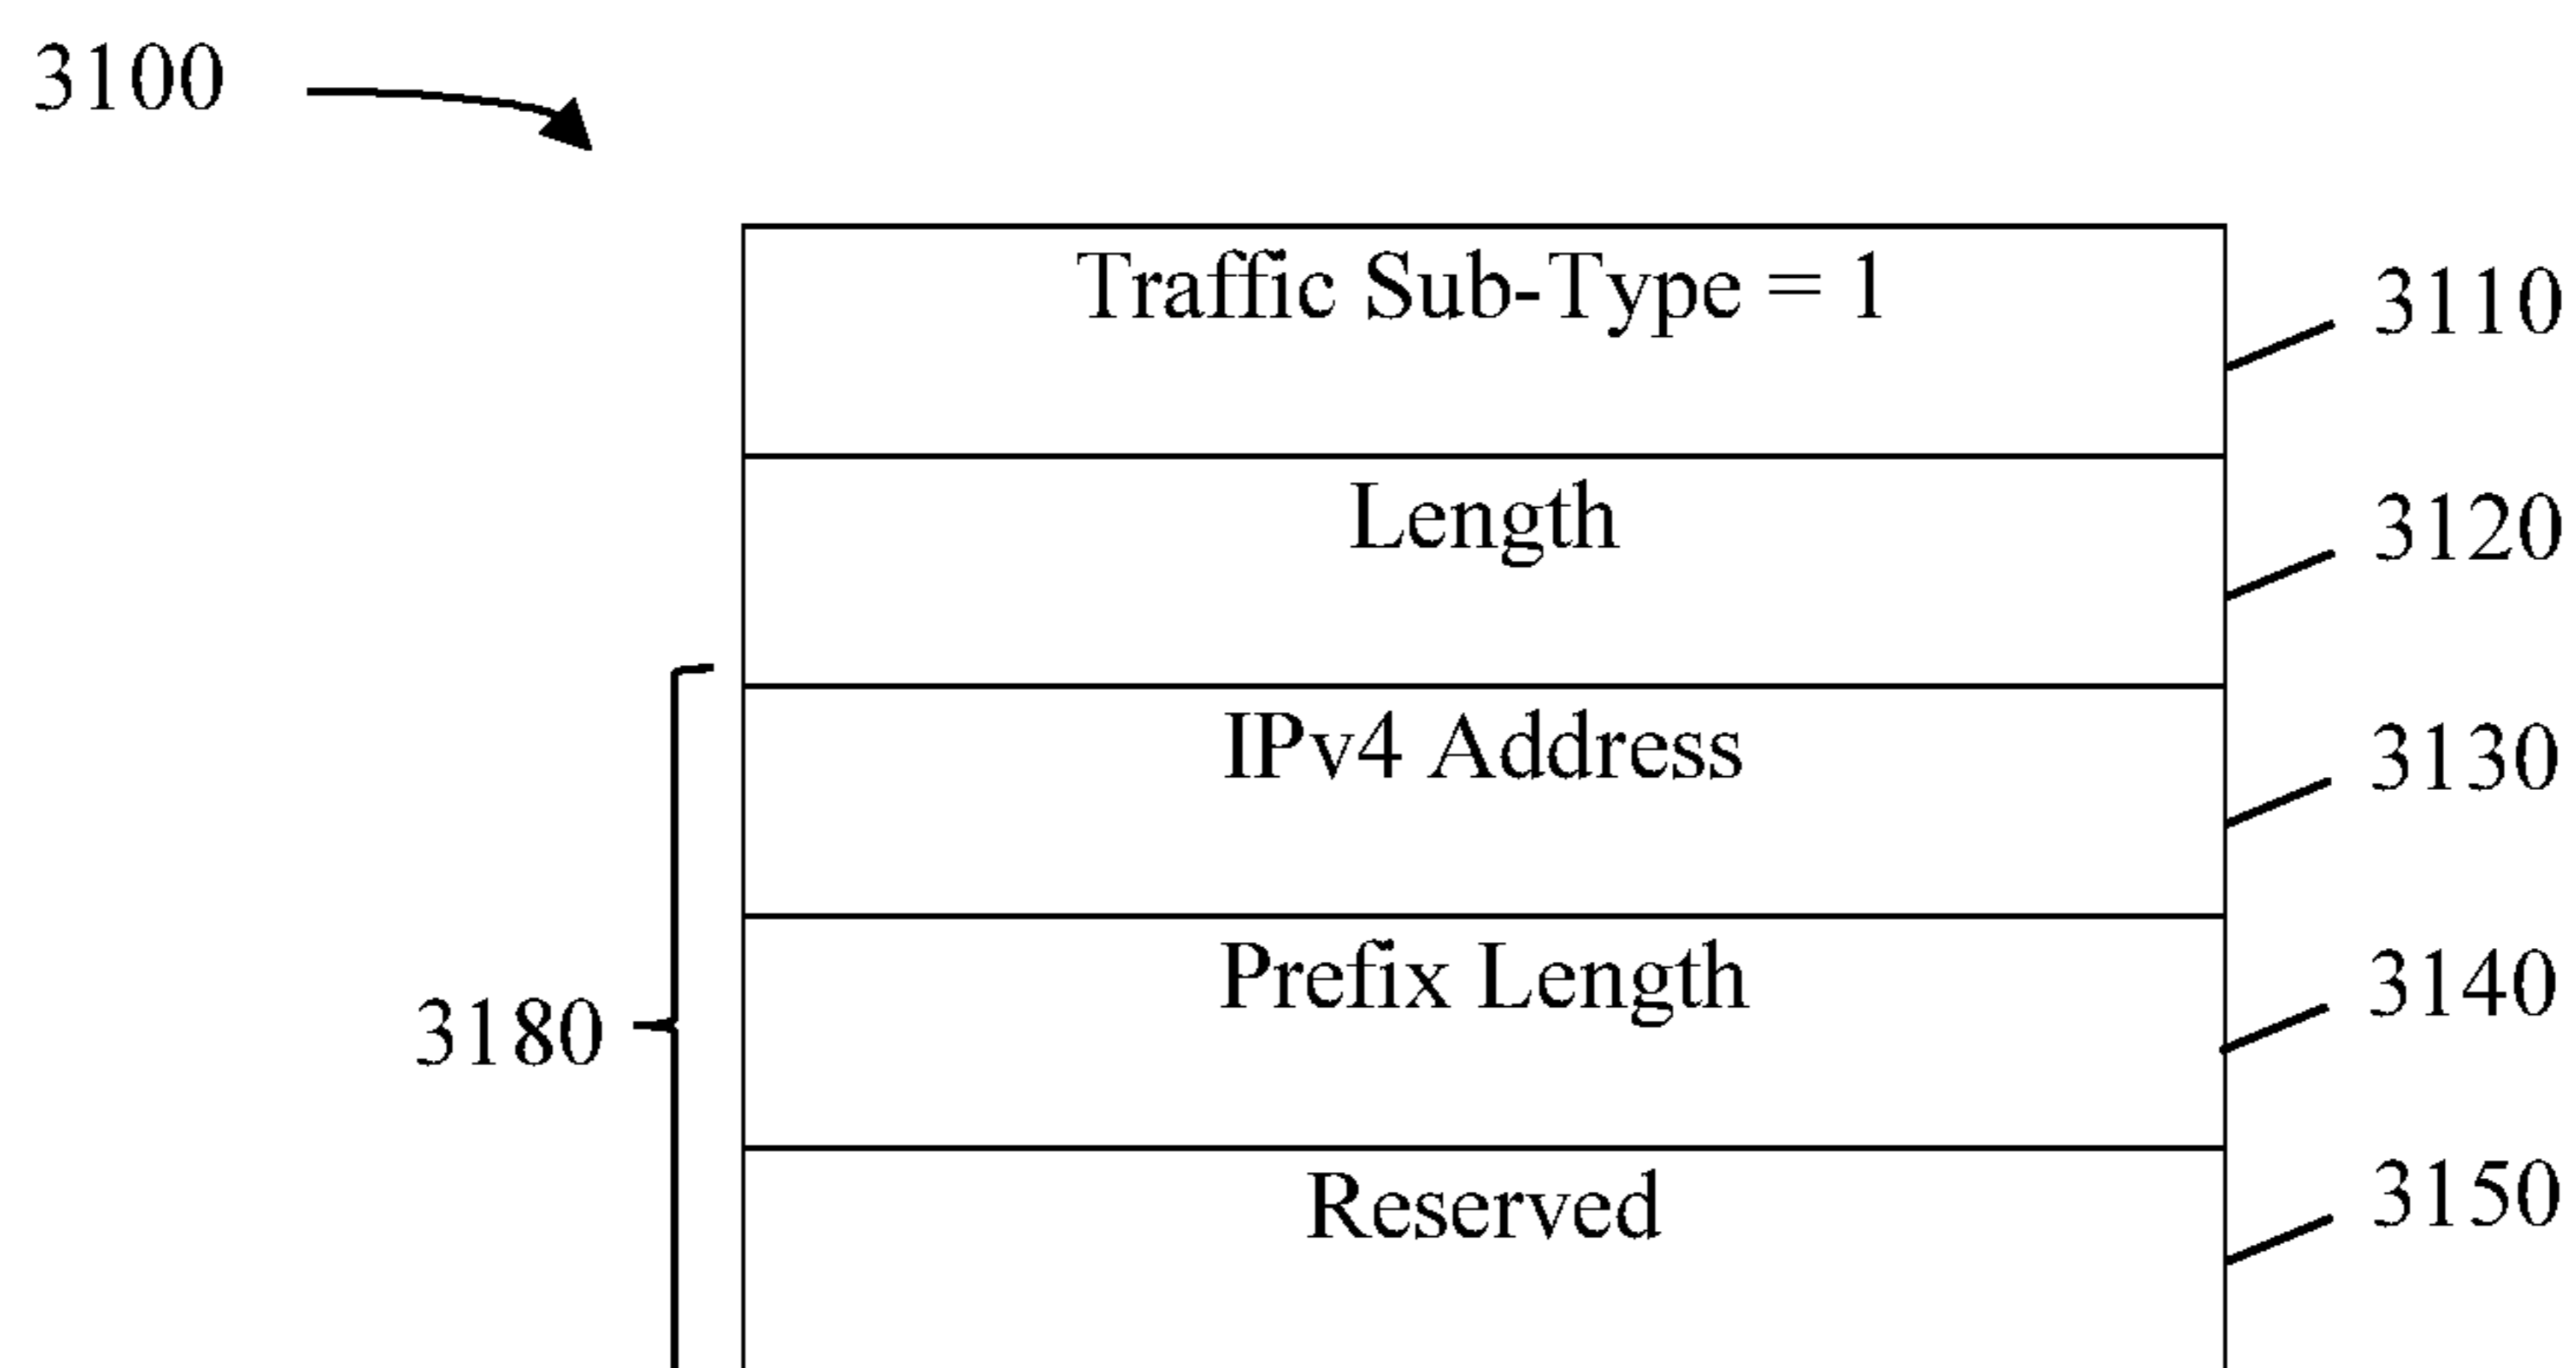 3100
Traffic Sub-Type = 1
3110
Length
3120
IPv4 Address
3130
Prefix Length
3140
3180
Reserved
3150